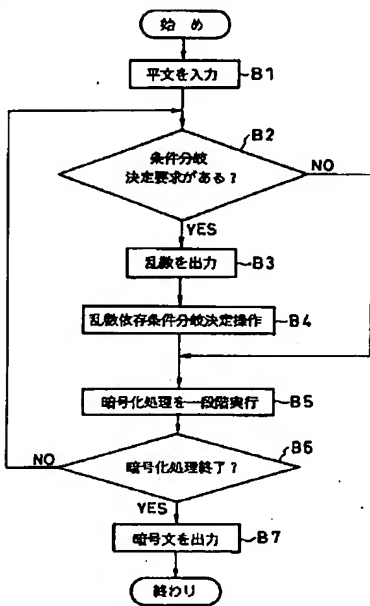 始 め
平文を入力
B1
B2
条件分岐
決定要求がある?
NO
YES
乱数を出力
B3
乱数依存条件分岐決定操作
B4
暗号化処理を一段階実行
B5
B6
暗号化処理終了?
NO
YES
暗号文を出力
B7
終わり